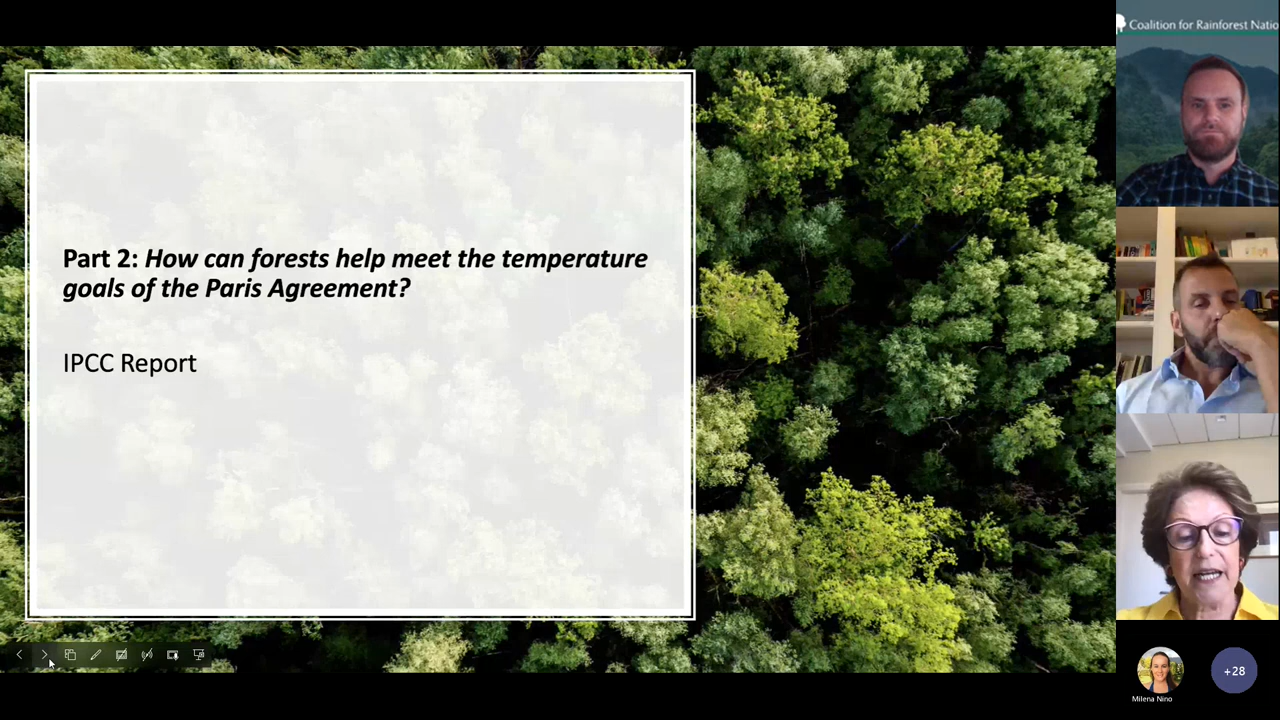 Coalition for Rainforest Natio
Part 2: How can forests help meet the temperature
goals of the Paris Agreement?
IPCC Report
Milena Nino
+28